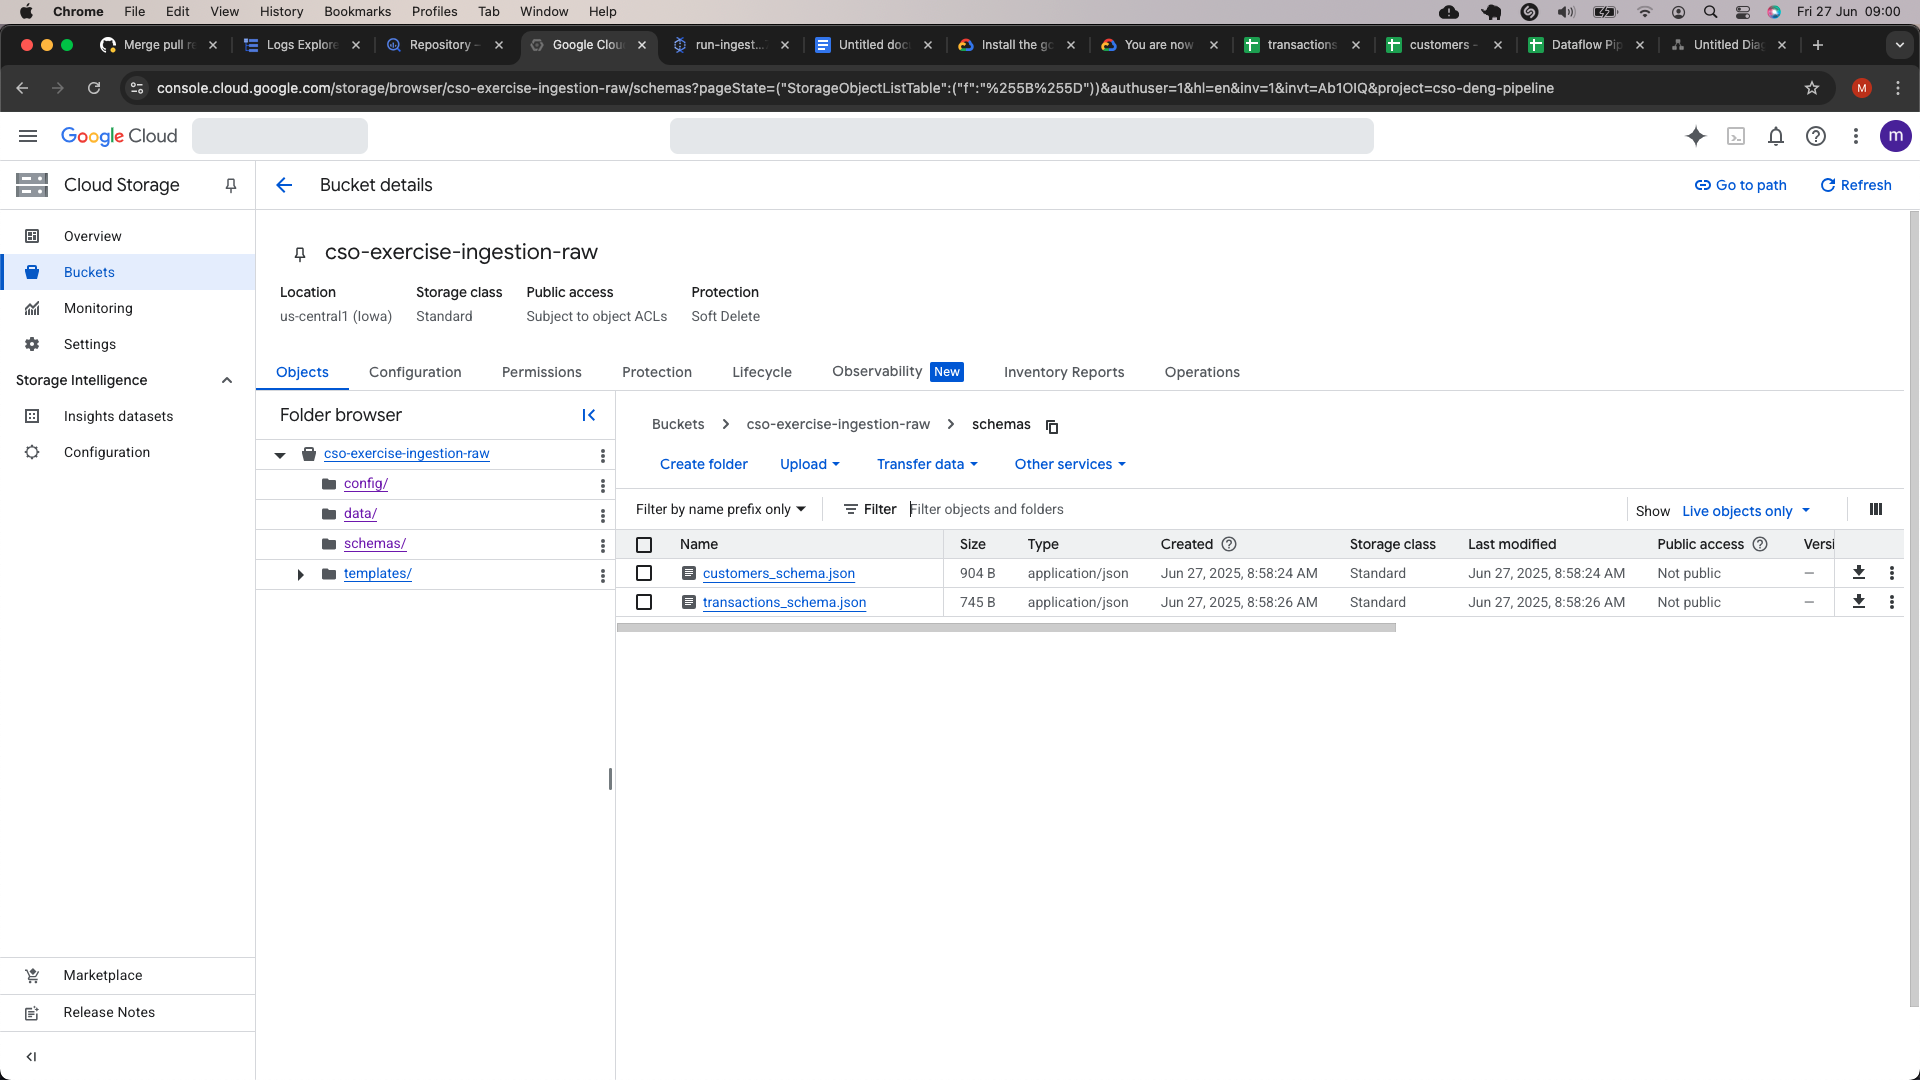 Chrome File Edit View History Bookmarks Profiles Tab Window Help Fri 27 Jun 09:00
Merge pull re Logs Explore Repository – Google Clou run-ingest... Untitled doc Install the gc You are now transactions customers - Dataflow Pip Untitled Diag
console.cloud.google.com/storage/browser/cso-exercise-ingestion-raw/schemas?pageState=("StorageObjectListTable":("f":"%255B%255D"))&authuser=1&hl=en&inv=1&invt=Ab1OIQ&project=cso-deng-pipeline M
Google Cloud m
Cloud Storage Bucket details Go to path Refresh
Overview
Buckets
Monitoring
Settings
Storage Intelligence
Insights datasets
Configuration
Marketplace
Release Notes
cso-exercise-ingestion-raw
Location Storage class Public access Protection
us-central1 (Iowa) Standard Subject to object ACLs Soft Delete
Objects Configuration Permissions Protection Lifecycle Observability New Inventory Reports Operations
Folder browser
cso-exercise-ingestion-raw
config/
data/
schemas/
templates/
Buckets cso-exercise-ingestion-raw schemas
Create folder Upload Transfer data Other services
Filter by name prefix only Filter Filter objects and folders Show Live objects only
Name Size Type Created Storage class Last modified Public access Versi
customers_schema.json 904 B application/json Jun 27, 2025, 8:58:24 AM Standard Jun 27, 2025, 8:58:24 AM Not public –
transactions_schema.json 745 B application/json Jun 27, 2025, 8:58:26 AM Standard Jun 27, 2025, 8:58:26 AM Not public –